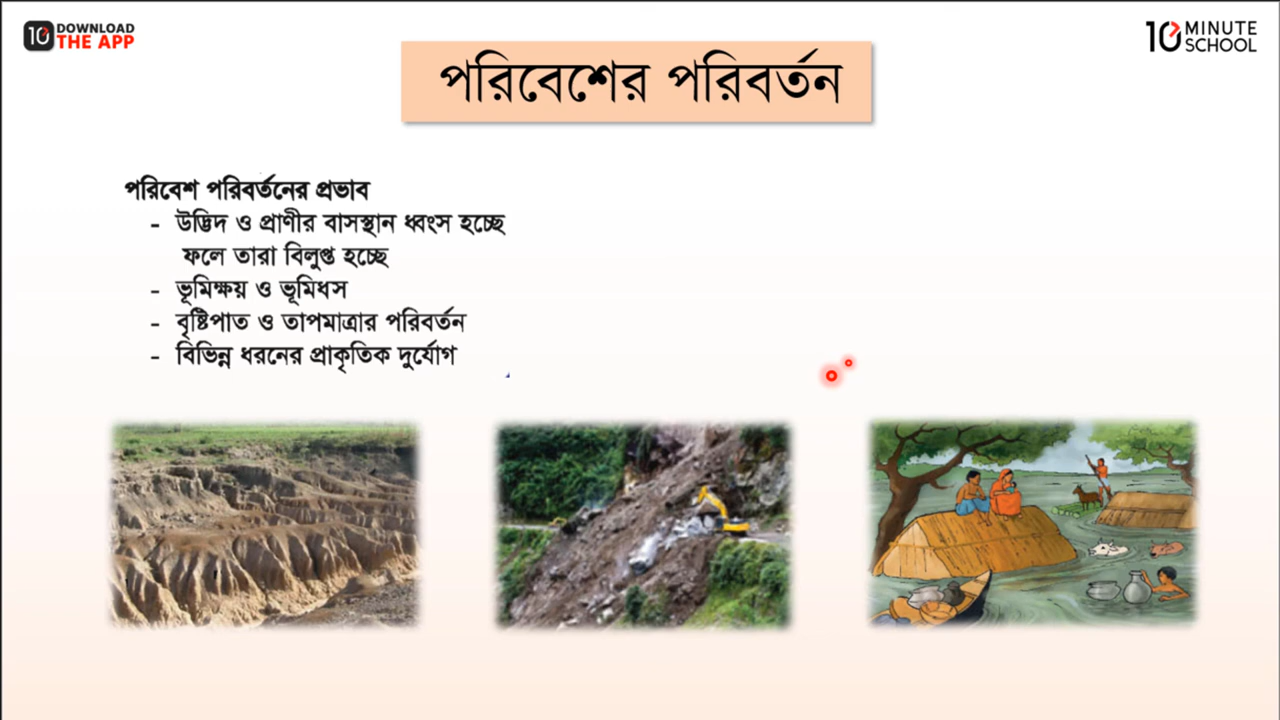 10 DOWNLOAD
THE APP
10 MINUTE
SCHOOL
পরিবেশের পরিবর্তন
পরিবেশ পরিবর্তনের প্রভাব
- উদ্ভিদ ও প্রাণীর বাসস্থান ধ্বংস হচ্ছে
ফলে তারা বিলুপ্ত হচ্ছে
- ভূমিক্ষয় ও ভূমিধস
- বৃষ্টিপাত ও তাপমাত্রার পরিবর্তন
- বিভিন্ন ধরনের প্রাকৃতিক দুর্যোগ